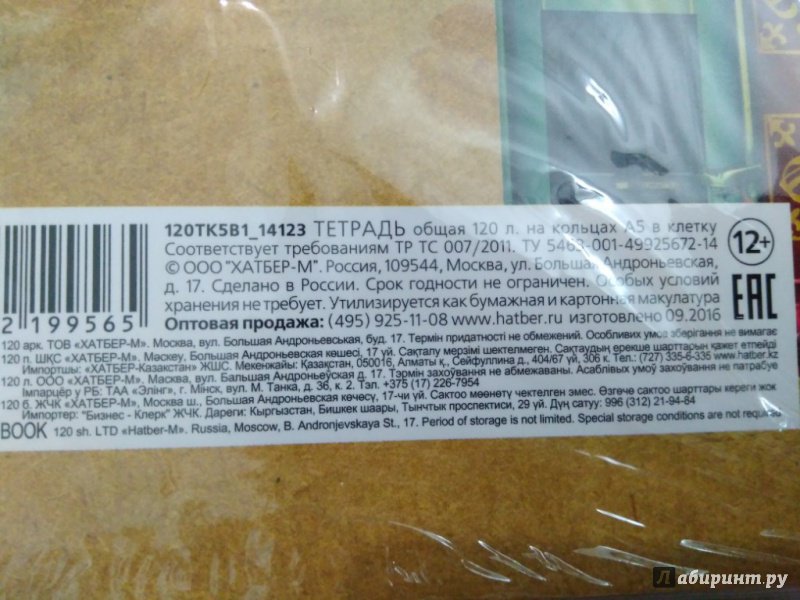 120ТК5В1_14123 ТЕТРАДЬ общая 120 л. на кольцах А5 в клетку
Соответствует требованиям ТР ТС 007/2011. ТУ 5463-001-49925672-14
© ООО "ХАТБЕР-М". Россия, 109544, Москва, ул. Большая Андроньевская,
д. 17. Сделано в России. Срок годности не ограничен. Особых условий
хранения не требует. Утилизируется как бумажная и картонная макулатура
Оптовая продажа: (495) 925-11-08 www.hatber.ru изготовлено 09.2016
12+
EAC
2 199565
120 арк. ТОВ «ХАТБЕР-М». Москва, вул. Большая Андроньевськая, буд. 17. Термін придатності не обмежений. Особливих умов зберігання не вимагає
120 п. ШҚС «ХАТБЕР-М». Мәскеу, Большая Андроньевская көшесі, 17 үй. Сақталу мерзімі шектелмеген. Сақтаудың ерекше шарттарын қажет етпейді
Импортшы: «ХАТБЕР-Казахстан» ЖШС. Мекенжайы: Қазақстан, 050016, Алматы қ., Сейфуллина д., 404/67 үй, 306 к. Тел.: (727) 335-6-335 www.hatber.kz
120 л. ООО «ХАТБЕР-М». Масква, вул. Большая Андроньевская, д. 17. Тэрмін захоўвання не абмежаваны. Асаблівых умоў захоўвання не патрабуе
Імпарцёр у РБ: ТАА «Элінг», г. Мінск, вул. М. Танка, д. 36, к. 2. Тэл. +375 (17) 226-7954
120 б. ЖЧК «ХАТБЕР-М», Москва ш., Большая Андроньевская көчөсү, 17-чи үй. Сактоо мөөнөтү чектелген эмес. Өзгөчө сактоо шарттары кереги жок
Импортер: "Бизнес - Клерк" ЖЧК. Дареги: Кыргызстан, Бишкек шаары, Тынчтык проспектиси, 29 үй. Дүң сатуу: 996 (312) 21-94-84
BOOK 120 sh. LTD «Hatber-M». Russia, Moscow, B. Andronjevskaya St., 17. Period of storage is not limited. Special storage conditions are not required
Лабиринт.ру